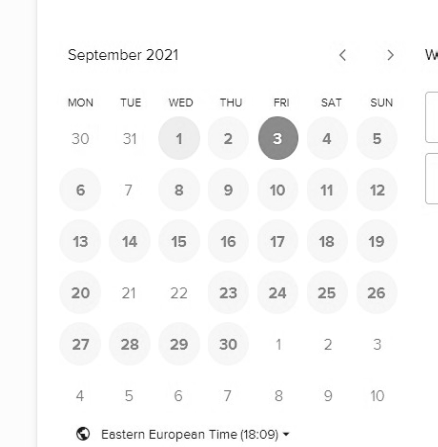 September 2021
MON TUE WED THU FRI SAT SUN
30 31 1 2 3 4 5
6 7 8 9 10 11 12
13 14 15 16 17 18 19
20 21 22 23 24 25 26
27 28 29 30 1 2 3
4 5 6 7 8 9 10
Eastern European Time (18:09)